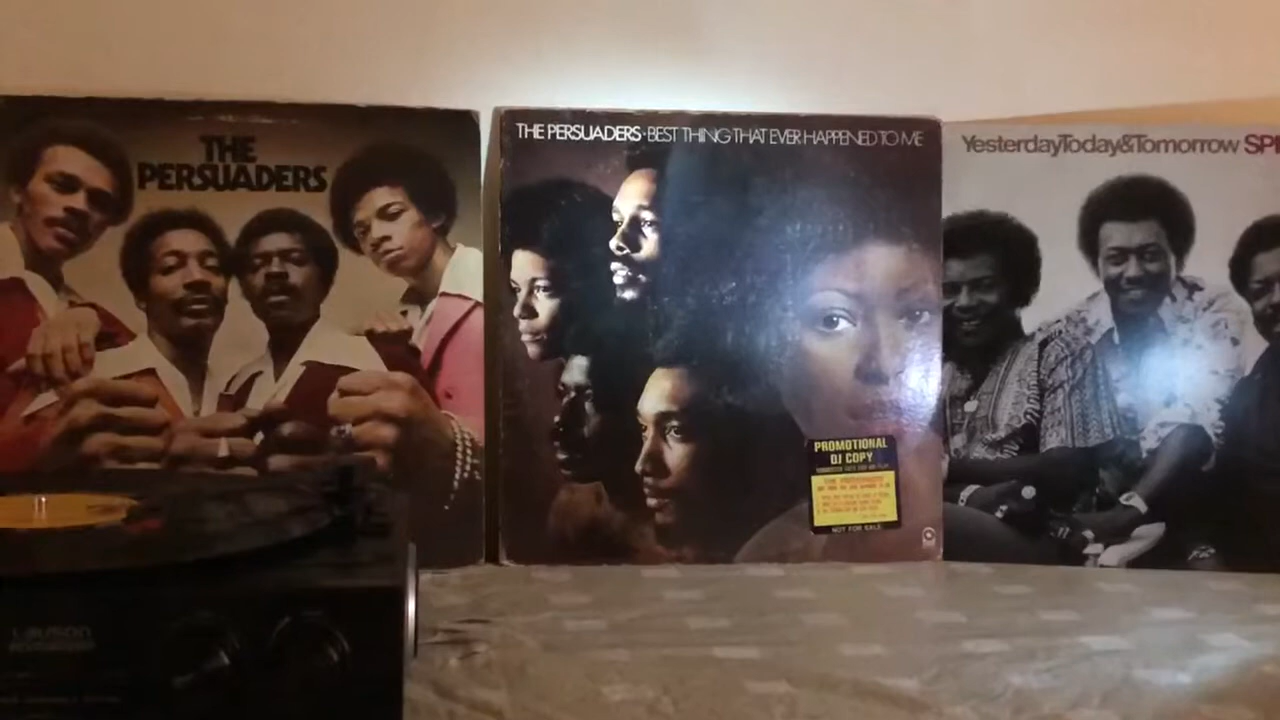 THE
PERSUADERS
THE PERSUADERS · BEST THING THAT EVER HAPPENED TO ME
YesterdayToday&Tomorrow SPI
PROMOTIONAL
DJ COPY
NOT FOR SALE